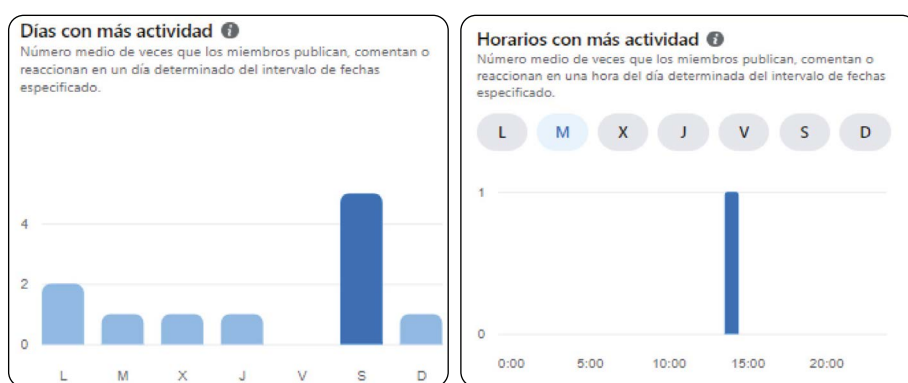 Días con más actividad
Número medio de veces que los miembros publican, comentan o
reaccionan en un día determinado del intervalo de fechas
especificado.
4
2
0
L M X J V S D
Horarios con más actividad
Número medio de veces que los miembros publican, comentan o
reaccionan en una hora del día determinada del intervalo de fechas
especificado.
L M X J V S D
1
0
0:00 5:00 10:00 15:00 20:00